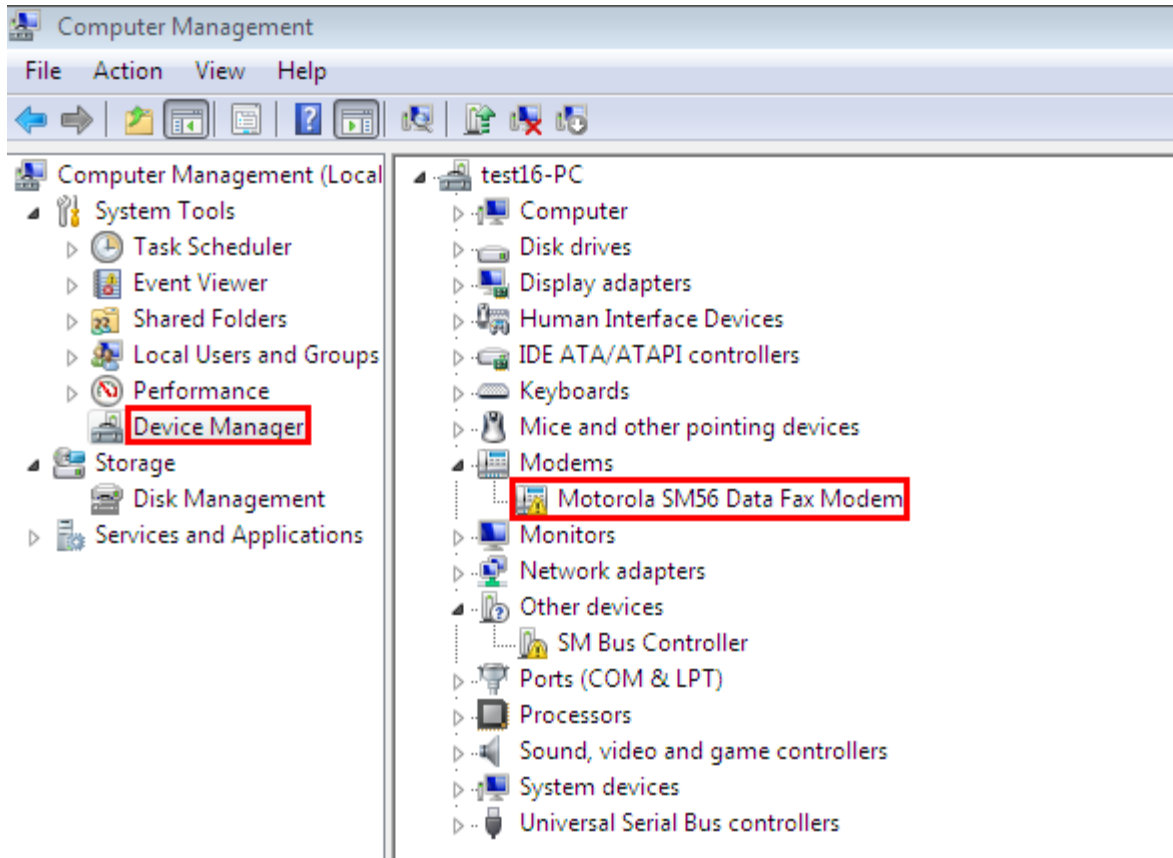 Computer Management
File Action View Help
Computer Management (Local
System Tools
Task Scheduler
Event Viewer
Shared Folders
Local Users and Groups
Performance
Device Manager
Storage
Disk Management
Services and Applications
test16-PC
Computer
Disk drives
Display adapters
Human Interface Devices
IDE ATA/ATAPI controllers
Keyboards
Mice and other pointing devices
Modems
Motorola SM56 Data Fax Modem
Monitors
Network adapters
Other devices
SM Bus Controller
Ports (COM & LPT)
Processors
Sound, video and game controllers
System devices
Universal Serial Bus controllers